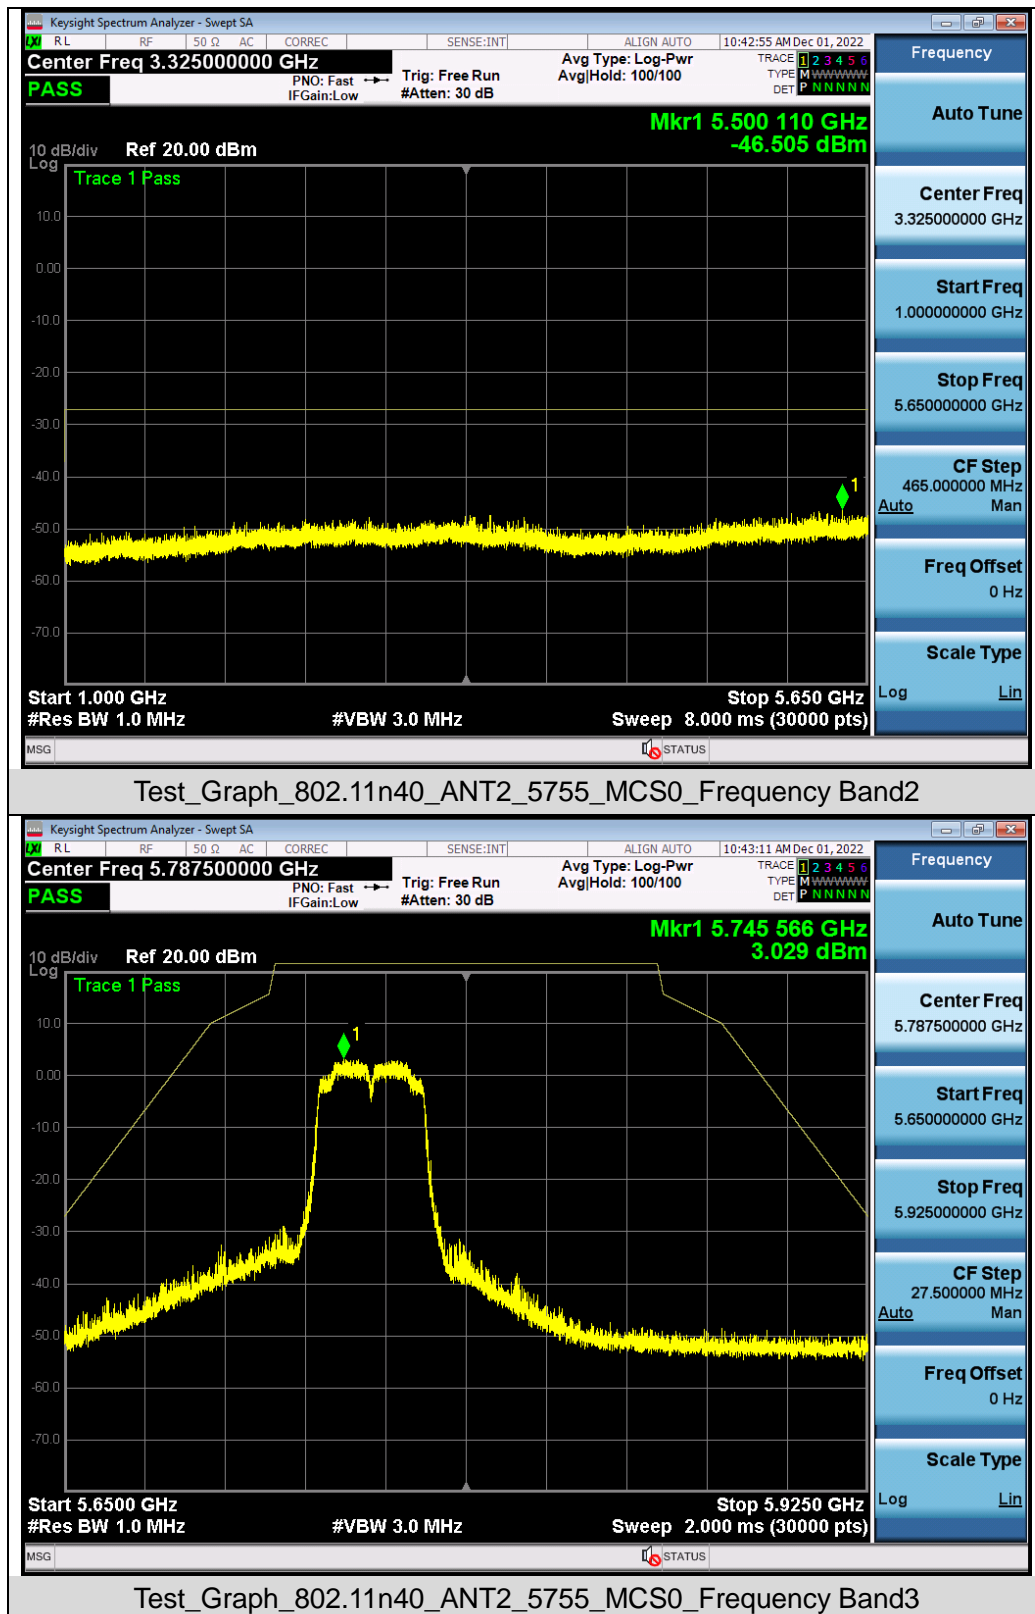 Keysight Spectrum Analyzer - Swept SA
LXI RL RF 50 Ω AC CORREC SENSE:INT ALIGN AUTO 10:42:55 AM Dec 01, 2022
Center Freq 3.325000000 GHz
PASS
PNO: Fast
IFGain:Low
Trig: Free Run
#Atten: 30 dB
Avg Type: Log-Pwr
Avg|Hold: 100/100
TRACE 1 2 3 4 5 6
TYPE M WWWWW
DET P N N N N N
Mkr1 5.500 110 GHz
-46.505 dBm
10 dB/div Ref 20.00 dBm
Log
Trace 1 Pass
10.0
0.00
-10.0
-20.0
-30.0
-40.0
1
-50.0
-60.0
-70.0
Start 1.000 GHz Stop 5.650 GHz
#Res BW 1.0 MHz #VBW 3.0 MHz Sweep 8.000 ms (30000 pts)
MSG STATUS
Frequency
Auto Tune
Center Freq
3.325000000 GHz
Start Freq
1.000000000 GHz
Stop Freq
5.650000000 GHz
CF Step
465.000000 MHz
Auto Man
Freq Offset
0 Hz
Scale Type
Log Lin
Test_Graph_802.11n40_ANT2_5755_MCS0_Frequency Band2
Keysight Spectrum Analyzer - Swept SA
LXI RL RF 50 Ω AC CORREC SENSE:INT ALIGN AUTO 10:43:11 AM Dec 01, 2022
Center Freq 5.787500000 GHz
PASS
PNO: Fast
IFGain:Low
Trig: Free Run
#Atten: 30 dB
Avg Type: Log-Pwr
Avg|Hold: 100/100
TRACE 1 2 3 4 5 6
TYPE M WWWWW
DET P N N N N N
Mkr1 5.745 566 GHz
3.029 dBm
10 dB/div Ref 20.00 dBm
Log
Trace 1 Pass
10.0
1
0.00
-10.0
-20.0
-30.0
-40.0
-50.0
-60.0
-70.0
Start 5.6500 GHz Stop 5.9250 GHz
#Res BW 1.0 MHz #VBW 3.0 MHz Sweep 2.000 ms (30000 pts)
MSG STATUS
Frequency
Auto Tune
Center Freq
5.787500000 GHz
Start Freq
5.650000000 GHz
Stop Freq
5.925000000 GHz
CF Step
27.500000 MHz
Auto Man
Freq Offset
0 Hz
Scale Type
Log Lin
Test_Graph_802.11n40_ANT2_5755_MCS0_Frequency Band3